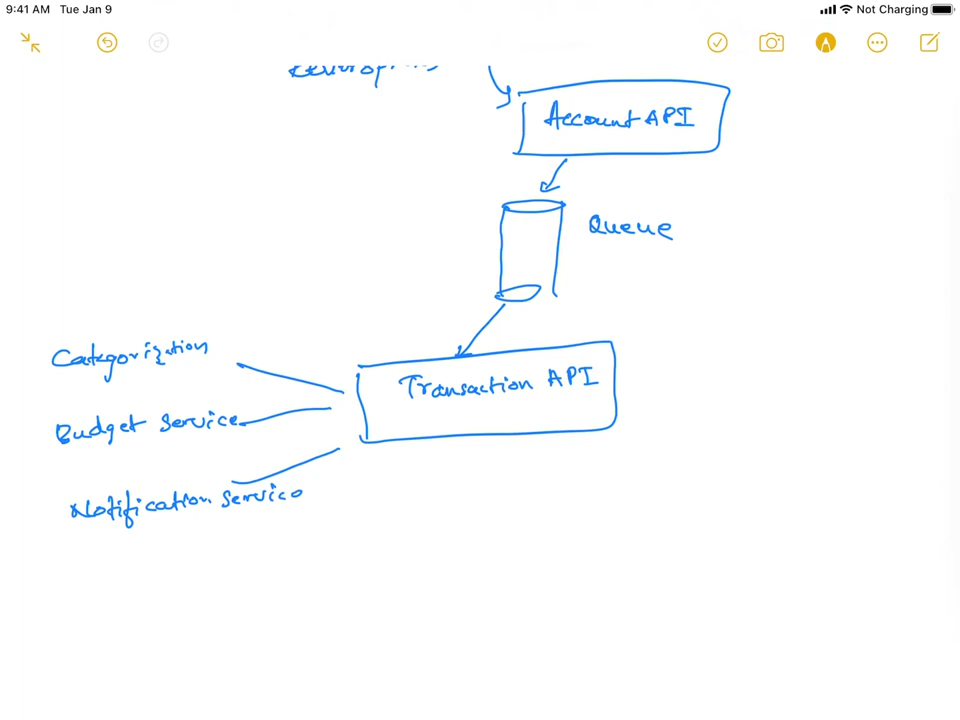 9:41 AM Tue Jan 9
Not Charging
Account API
Queue
Categorization
Transaction API
Budget Service
Notification Service